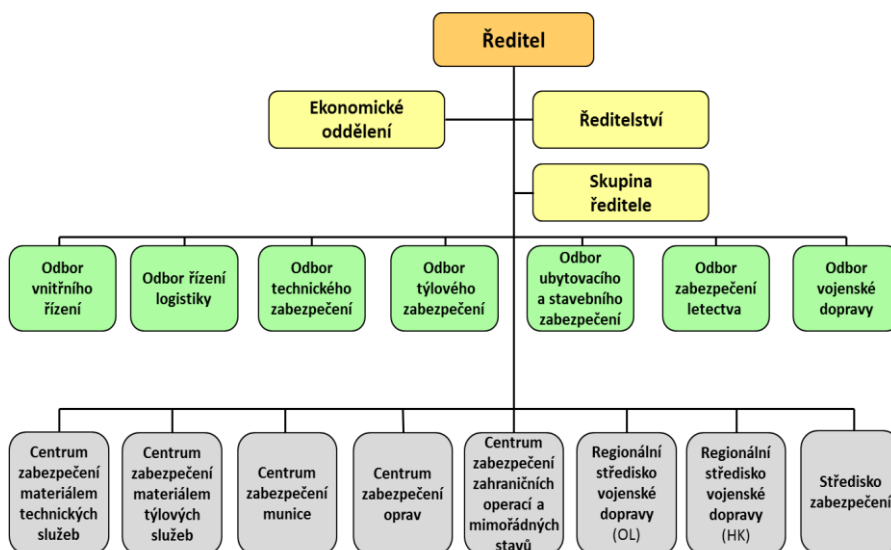 Ředitel
Ekonomické
oddělení
Ředitelství
Skupina
ředitele
Odbor
vnitřního
řízení
Odbor řízení
logistiky
Odbor
technického
zabezpečení
Odbor
týlového
zabezpečení
Odbor
ubytovacího
a stavebního
zabezpečení
Odbor
zabezpečení
letectva
Odbor
vojenské
dopravy
Centrum
zabezpečení
materiálem
technických
služeb
Centrum
zabezpečení
materiálem
týlových
služeb
Centrum
zabezpečení
munice
Centrum
zabezpečení
oprav
Centrum
zabezpečení
zahraničních
operací a
mimořádných
stavů
Regionální
středisko
vojenské
dopravy
(OL)
Regionální
středisko
vojenské
dopravy
(HK)
Středisko
zabezpečení